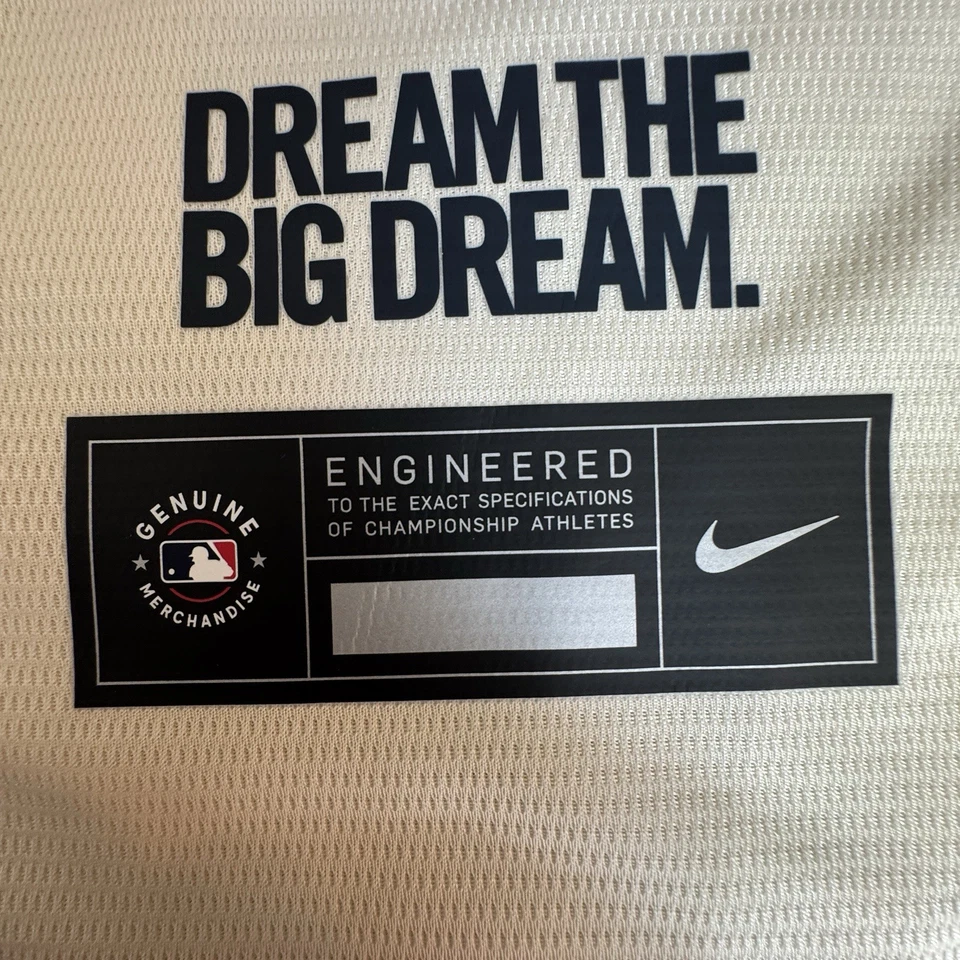 DREAM THE
BIG DREAM.
GENUINE
MERCHANDISE
ENGINEERED
TO THE EXACT SPECIFICATIONS
OF CHAMPIONSHIP ATHLETES